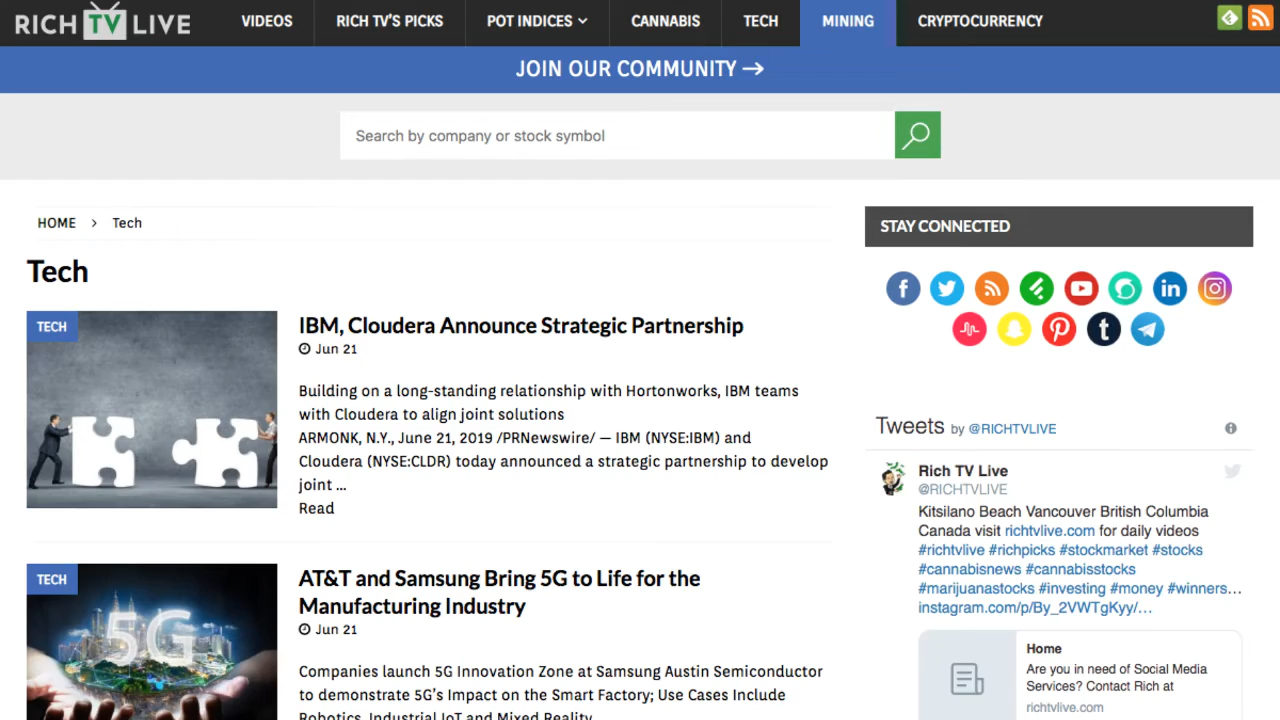 RICH TV LIVE
VIDEOS
RICH TV'S PICKS
POT INDICES
CANNABIS
TECH
MINING
CRYPTOCURRENCY
JOIN OUR COMMUNITY →
Search by company or stock symbol
HOME > Tech
Tech
TECH
IBM, Cloudera Announce Strategic Partnership
Jun 21
Building on a long-standing relationship with Hortonworks, IBM teams
with Cloudera to align joint solutions
ARMONK, N.Y., June 21, 2019 /PRNewswire/ — IBM (NYSE:IBM) and
Cloudera (NYSE:CLDR) today announced a strategic partnership to develop
joint ...
Read
TECH
5G
AT&T and Samsung Bring 5G to Life for the
Manufacturing Industry
Jun 21
Companies launch 5G Innovation Zone at Samsung Austin Semiconductor
to demonstrate 5G's Impact on the Smart Factory; Use Cases Include
Robotics, Industrial IoT and Mixed Reality
STAY CONNECTED
Tweets by @RICHTVLIVE
Rich TV Live
@RICHTVLIVE
Kitsilano Beach Vancouver British Columbia
Canada visit richtvlive.com for daily videos
#richtvlive #richpicks #stockmarket #stocks
#cannabisnews #cannabisstocks
#marijuanastocks #investing #money #winners…
instagram.com/p/By_2VWTgKyy/…
Home
Are you in need of Social Media
Services? Contact Rich at
richtvlive.com